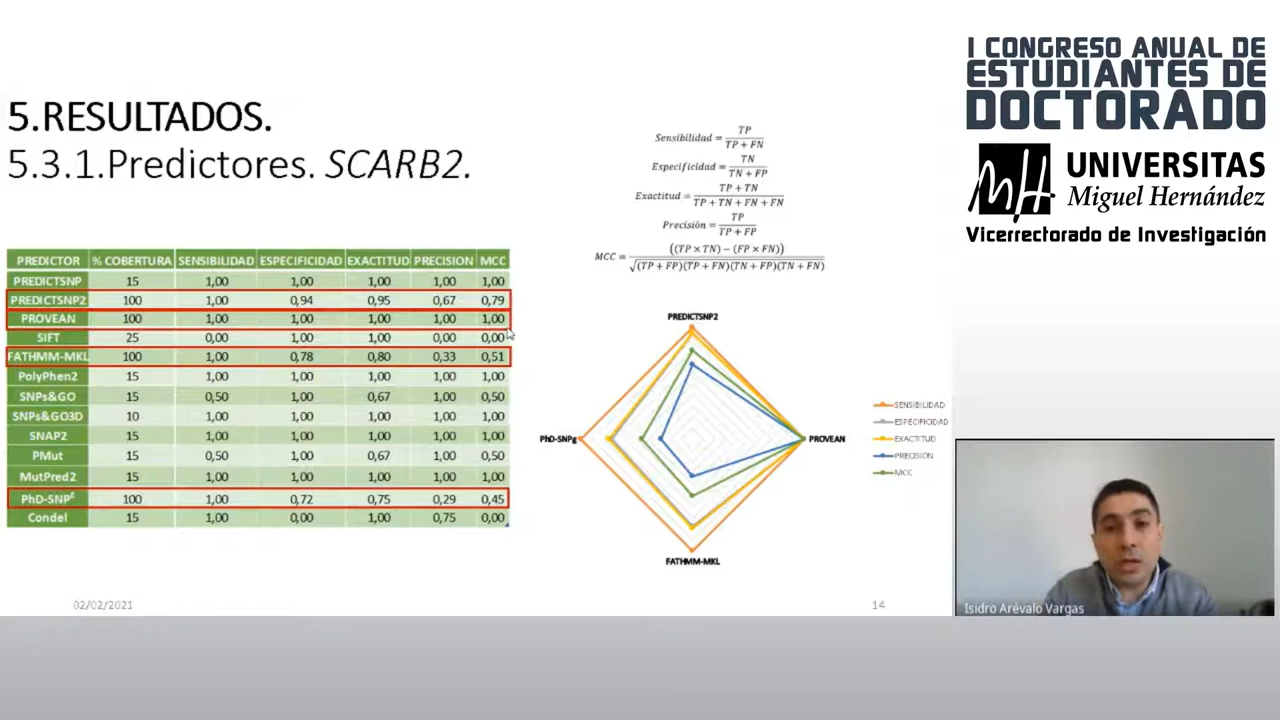 5.RESULTADOS.
5.3.1.Predictores. SCARB2.
PREDICTOR % COBERTURA SENSIBILIDAD ESPECIFICIDAD EXACTITUD PRECISION MCC
PREDICTSNP 15 1,00 1,00 1,00 1,00 1,00
PREDICTSNP2 100 1,00 0,94 0,95 0,67 0,79
PROVEAN 100 1,00 1,00 1,00 1,00 1,00
SIFT 25 0,00 1,00 1,00 0,00 0,00
FATHMM-MKL 100 1,00 0,78 0,80 0,33 0,51
PolyPhen2 15 1,00 1,00 1,00 1,00 1,00
SNPs&GO 15 0,50 1,00 0,67 1,00 0,50
SNPs&GO3D 10 1,00 1,00 1,00 1,00 1,00
SNAP2 15 1,00 1,00 1,00 1,00 1,00
PMut 15 0,50 1,00 0,67 1,00 0,50
MutPred2 15 1,00 1,00 1,00 1,00 1,00
PhD-SNPg 100 1,00 0,72 0,75 0,29 0,45
Condel 15 1,00 0,00 1,00 0,75 0,00
Sensibilidad = TP / TP + FN
Especificidad = TN / TN + FP
Exactitud = TP + TN / TP + TN + FN + FN
Precisión = TP / TP + FP
MCC = ((TP × TN) − (FP × FN)) / √(TP + FP)(TP + FN)(TN + FP)(TN + FN)
PREDICTSNP2
PhD-SNPg
PROVEAN
FATHMM-MKL
SENSIBILIDAD
ESPECIFICIDAD
EXACTITUD
PRECISION
MCC
02/02/2021
14
I CONGRESO ANUAL DE
ESTUDIANTES DE
DOCTORADO
UNIVERSITAS
Miguel Hernández
Vicerrectorado de Investigación
Isidro Arévalo Vargas